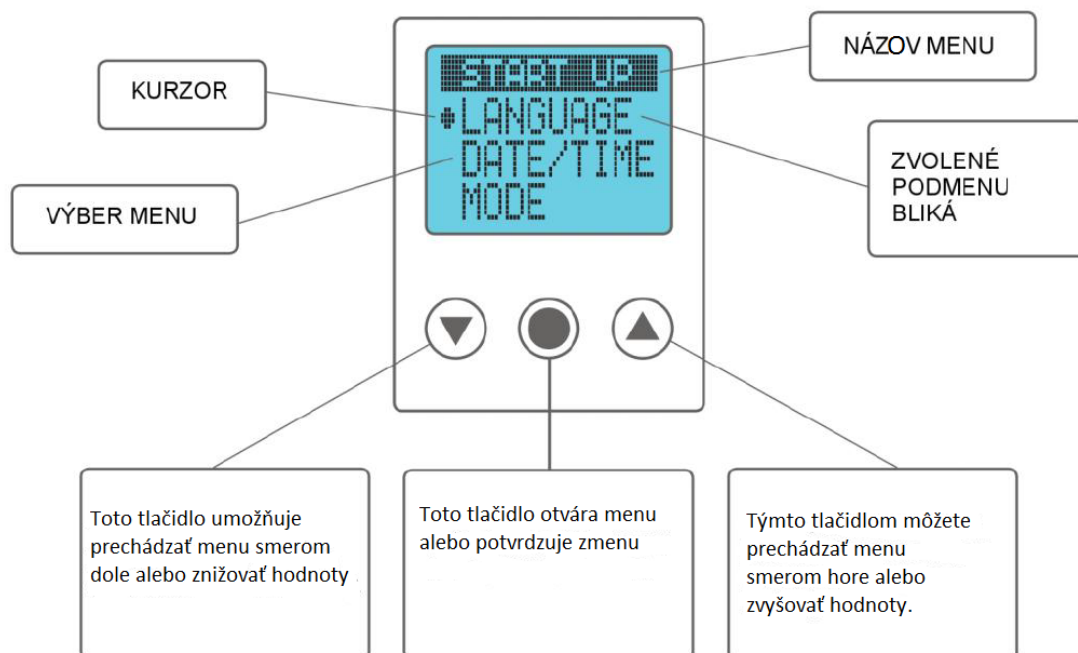 NÁZOV MENU
KURZOR
START UP
LANGUAGE
DATE/TIME
MODE
ZVOLENÉ
PODMENU
BLIKÁ
VÝBER MENU
Toto tlačidlo umožňuje
prechádzať menu smerom
dole alebo znižovať hodnoty
Toto tlačidlo otvára menu
alebo potvrdzuje zmenu
Týmto tlačidlom môžete
prechádzať menu
smerom hore alebo
zvyšovať hodnoty.